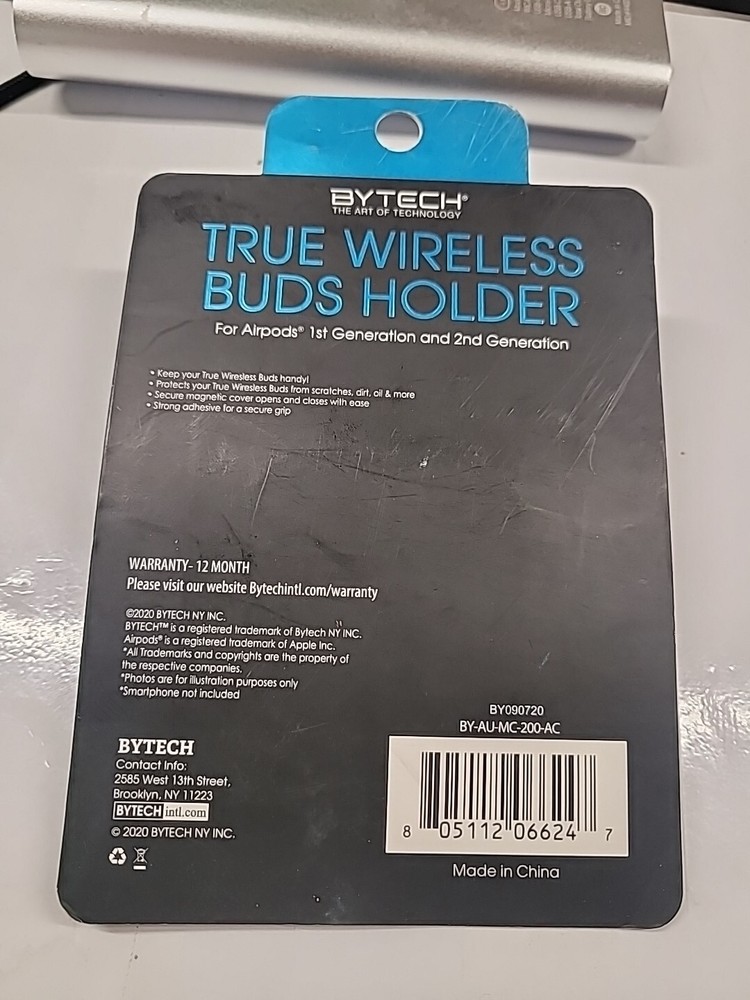 BYTECH®
THE ART OF TECHNOLOGY
TRUE WIRELESS
BUDS HOLDER
For Airpods® 1st Generation and 2nd Generation
• Keep your True Wiresless Buds handy!
• Protects your True Wireless Buds from scratches, dirt, oil & more
• Secure magnetic cover opens and closes with ease
• Strong adhesive for a secure grip
WARRANTY- 12 MONTH
Please visit our website Bytechintl.com/warranty
©2020 BYTECH NY INC.
BYTECH™ is a registered trademark of Bytech NY INC.
Airpods® is a registered trademark of Apple Inc.
*All Trademarks and copyrights are the property of
the respective companies.
*Photos are for illustration purposes only
*Smartphone not included
BYTECH
Contact Info:
2585 West 13th Street,
Brooklyn, NY 11223
BYTECH intl.com
© 2020 BYTECH NY INC.
BY090720
BY-AU-MC-200-AC
8 05112 06624 7
Made in China